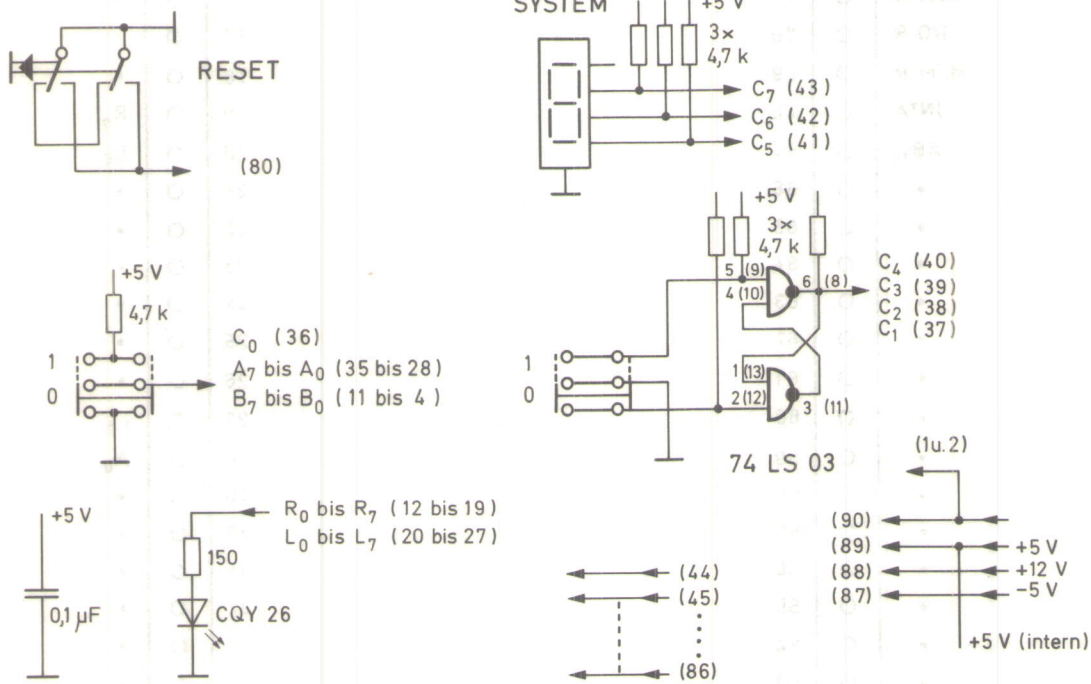 SYSTEM
+5 V
3×
4,7 k
RESET
C7 (43)
C6 (42)
C5 (41)
(80)
+5 V
3×
4,7 k
5 (9)
4 (10)
6 (8)
C4 (40)
C3 (39)
C2 (38)
C1 (37)
+5 V
4,7 k
1
0
C0 (36)
A7 bis A0 (35 bis 28)
B7 bis B0 (11 bis 4)
1
0
1 (13)
2 (12)
3 (11)
74 LS 03
(1u.2)
+5 V
0,1 µF
R0 bis R7 (12 bis 19)
L0 bis L7 (20 bis 27)
150
CQY 26
(44)
(45)
(86)
(90)
(89) +5 V
(88) +12 V
(87) −5 V
+5 V (intern)